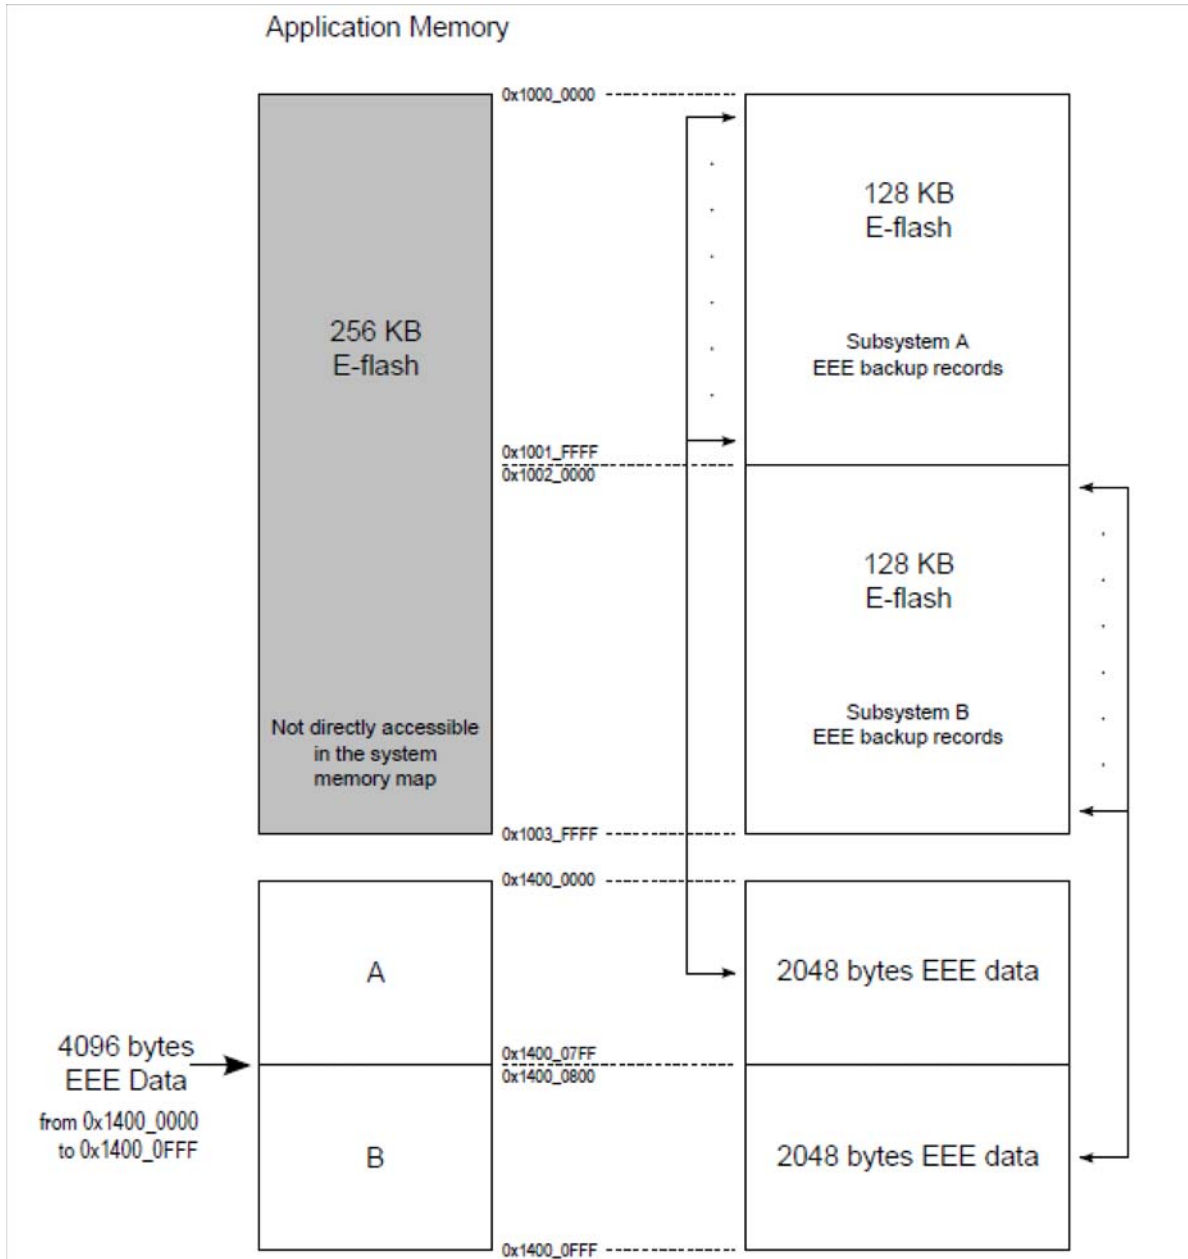 Application Memory
0x1000_0000
128 KB
E-flash
256 KB
E-flash
Subsystem A
EEE backup records
0x1001_FFFF
0x1002_0000
128 KB
E-flash
Not directly accessible
in the system
memory map
Subsystem B
EEE backup records
0x1003_FFFF
0x1400_0000
A
2048 bytes EEE data
4096 bytes
EEE Data
from 0x1400_0000
to 0x1400_0FFF
0x1400_07FF
0x1400_0800
B
2048 bytes EEE data
0x1400_0FFF